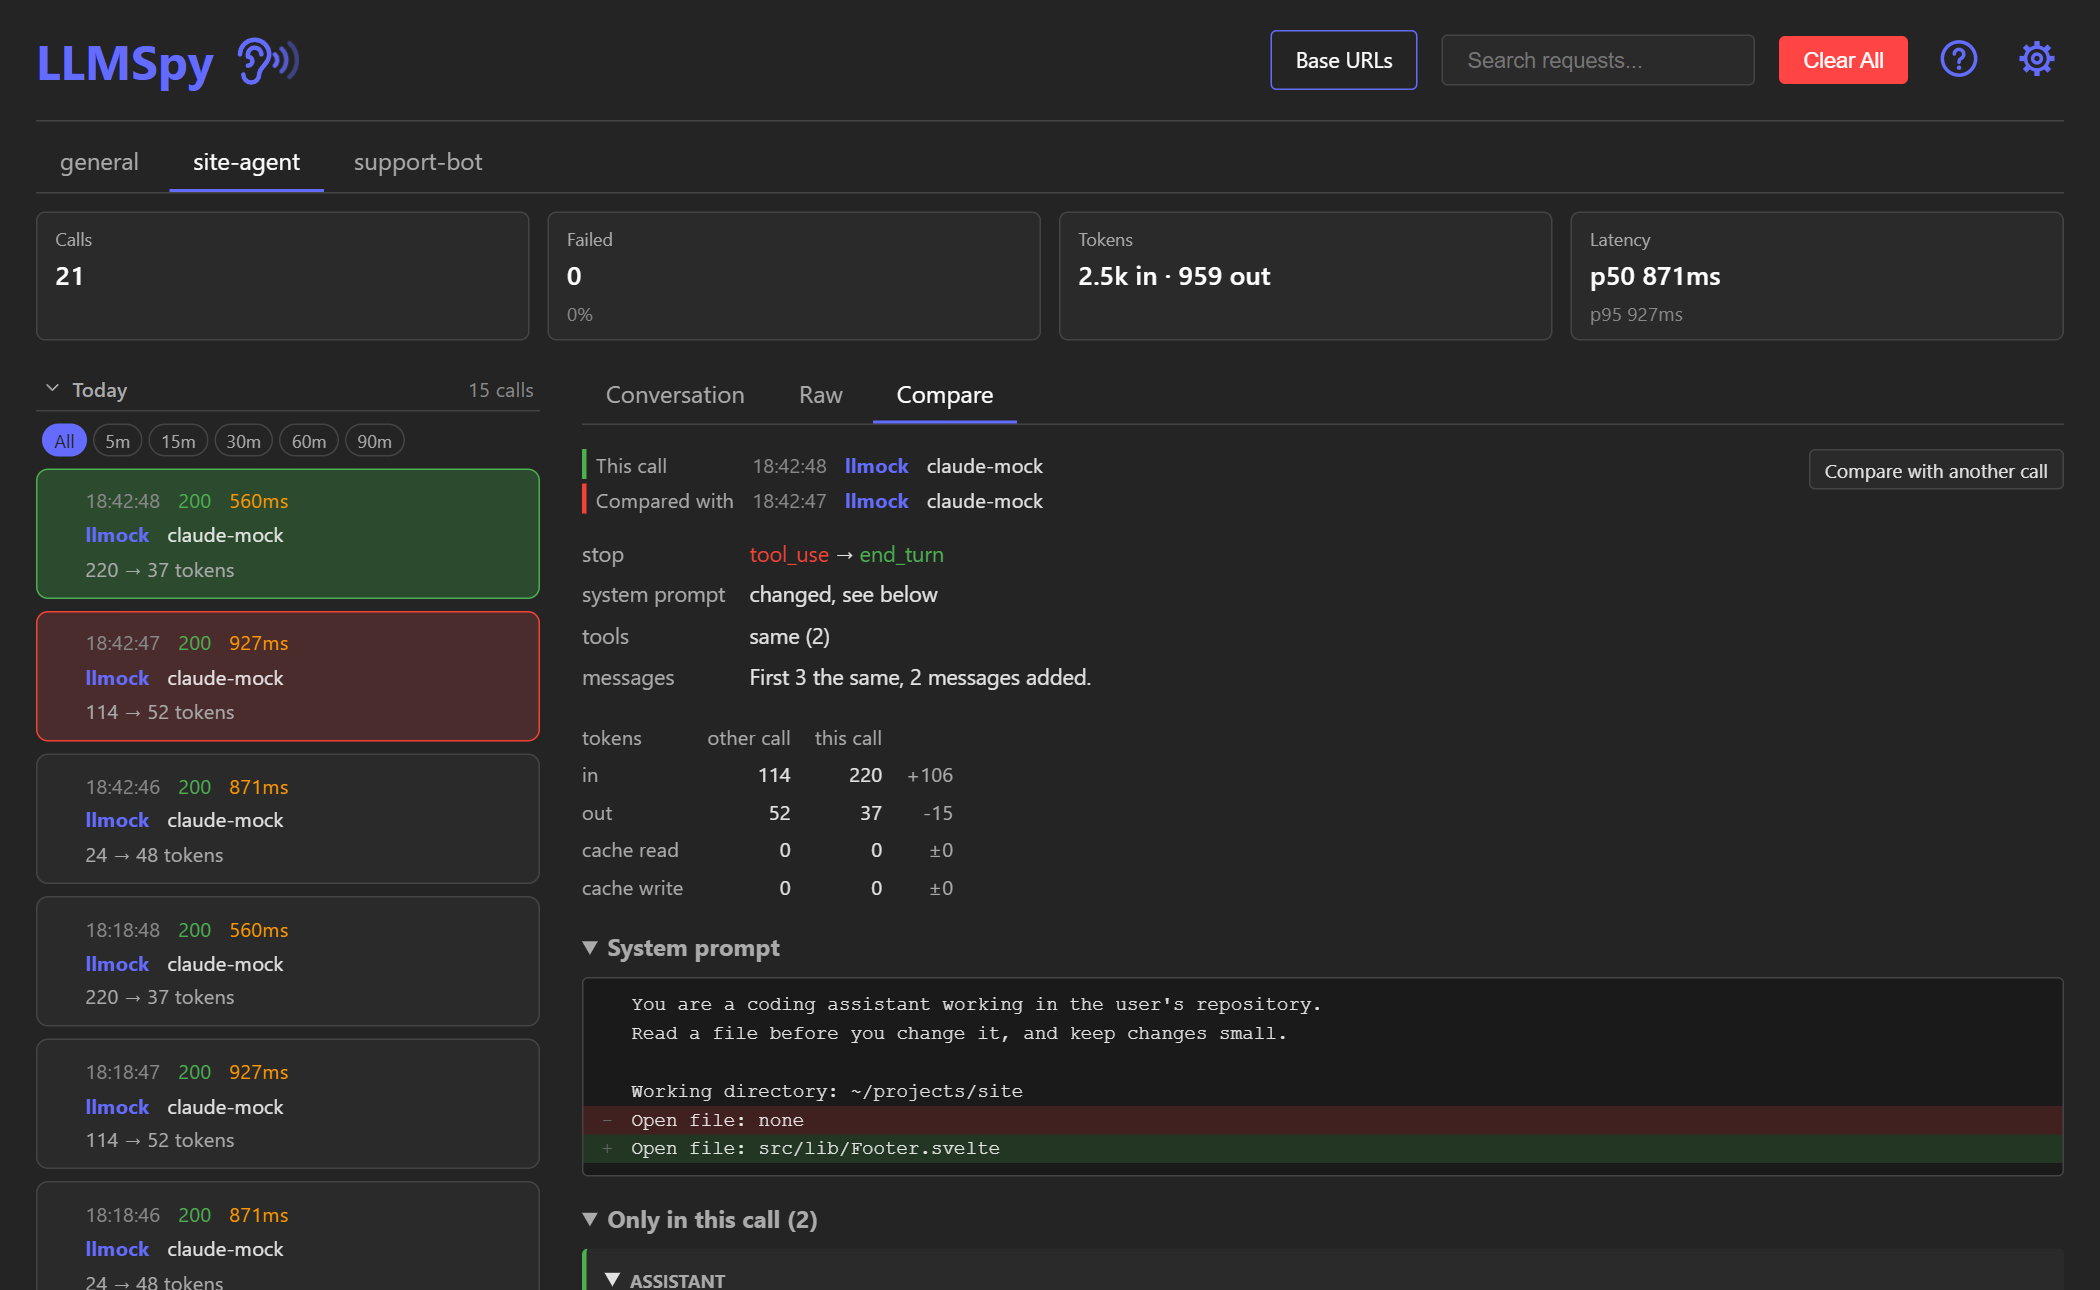 LLMSpy
Base URLs
Search requests...
Clear All
?
general
site-agent
support-bot
Calls
21
Failed
0
0%
Tokens
2.5k in · 959 out
Latency
p50 871ms
p95 927ms
Today
15 calls
All
5m
15m
30m
60m
90m
18:42:48 200 560ms
llmock claude-mock
220 → 37 tokens
18:42:47 200 927ms
llmock claude-mock
114 → 52 tokens
18:42:46 200 871ms
llmock claude-mock
24 → 48 tokens
18:18:48 200 560ms
llmock claude-mock
220 → 37 tokens
18:18:47 200 927ms
llmock claude-mock
114 → 52 tokens
18:18:46 200 871ms
llmock claude-mock
24 → 48 tokens
Conversation
Raw
Compare
This call 18:42:48 llmock claude-mock
Compared with 18:42:47 llmock claude-mock
Compare with another call
stop tool_use → end_turn
system prompt changed, see below
tools same (2)
messages First 3 the same, 2 messages added.
tokens other call this call
in 114 220 +106
out 52 37 -15
cache read 0 0 ±0
cache write 0 0 ±0
▼ System prompt
You are a coding assistant working in the user's repository.
Read a file before you change it, and keep changes small.
Working directory: ~/projects/site
- Open file: none
+ Open file: src/lib/Footer.svelte
▼ Only in this call (2)
▼ ASSISTANT